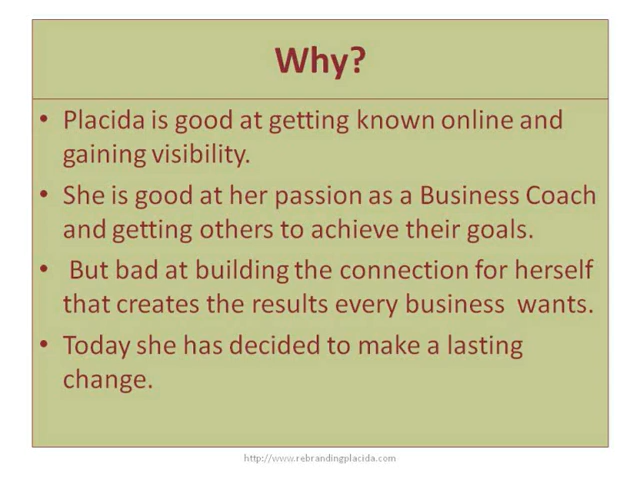 Why?
• Placida is good at getting known online and
gaining visibility.
• She is good at her passion as a Business Coach
and getting others to achieve their goals.
• But bad at building the connection for herself
that creates the results every business  wants.
• Today she has decided to make a lasting
change.
http://www.rebrandingplacida.com